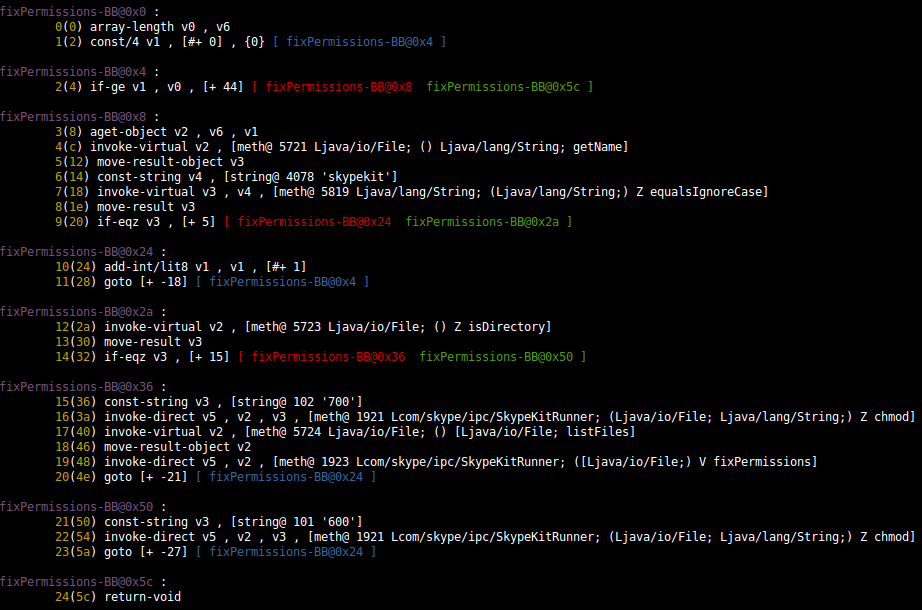 fixPermissions-BB@0x0 :
0(0) array-length v0 , v6
1(2) const/4 v1 , [#+ 0] , {0} [ fixPermissions-BB@0x4 ]
fixPermissions-BB@0x4 :
2(4) if-ge v1 , v0 , [+ 44] [ fixPermissions-BB@0x8 fixPermissions-BB@0x5c ]
fixPermissions-BB@0x8 :
3(8) aget-object v2 , v6 , v1
4(c) invoke-virtual v2 , [meth@ 5721 Ljava/io/File; () Ljava/lang/String; getName]
5(12) move-result-object v3
6(14) const-string v4 , [string@ 4078 'skypekit']
7(18) invoke-virtual v3 , v4 , [meth@ 5819 Ljava/lang/String; (Ljava/lang/String;) Z equalsIgnoreCase]
8(1e) move-result v3
9(20) if-eqz v3 , [+ 5] [ fixPermissions-BB@0x24 fixPermissions-BB@0x2a ]
fixPermissions-BB@0x24 :
10(24) add-int/lit8 v1 , v1 , [#+ 1]
11(28) goto [+ -18] [ fixPermissions-BB@0x4 ]
fixPermissions-BB@0x2a :
12(2a) invoke-virtual v2 , [meth@ 5723 Ljava/io/File; () Z isDirectory]
13(30) move-result v3
14(32) if-eqz v3 , [+ 15] [ fixPermissions-BB@0x36 fixPermissions-BB@0x50 ]
fixPermissions-BB@0x36 :
15(36) const-string v3 , [string@ 102 '700']
16(3a) invoke-direct v5 , v2 , v3 , [meth@ 1921 Lcom/skype/ipc/SkypeKitRunner; (Ljava/io/File; Ljava/lang/String;) Z chmod]
17(40) invoke-virtual v2 , [meth@ 5724 Ljava/io/File; () [Ljava/io/File; listFiles]
18(46) move-result-object v2
19(48) invoke-direct v5 , v2 , [meth@ 1923 Lcom/skype/ipc/SkypeKitRunner; ([Ljava/io/File;) V fixPermissions]
20(4e) goto [+ -21] [ fixPermissions-BB@0x24 ]
fixPermissions-BB@0x50 :
21(50) const-string v3 , [string@ 101 '600']
22(54) invoke-direct v5 , v2 , v3 , [meth@ 1921 Lcom/skype/ipc/SkypeKitRunner; (Ljava/io/File; Ljava/lang/String;) Z chmod]
23(5a) goto [+ -27] [ fixPermissions-BB@0x24 ]
fixPermissions-BB@0x5c :
24(5c) return-void